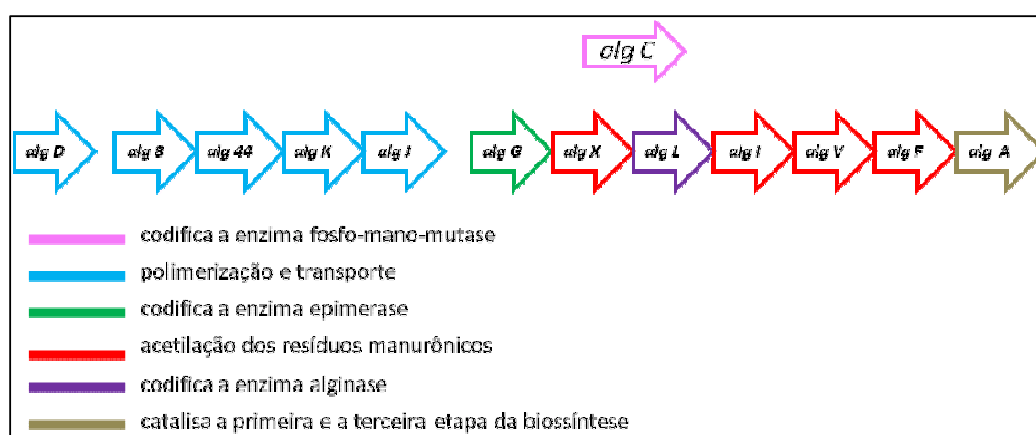 alg C
alg D alg 8 alg 44 alg K alg J alg G alg X alg L alg I alg V alg F alg A
codifica a enzima fosfo-mano-mutase
polimerização e transporte
codifica a enzima epimerase
acetilação dos resíduos manurônicos
codifica a enzima alginase
catalisa a primeira e a terceira etapa da biossíntese